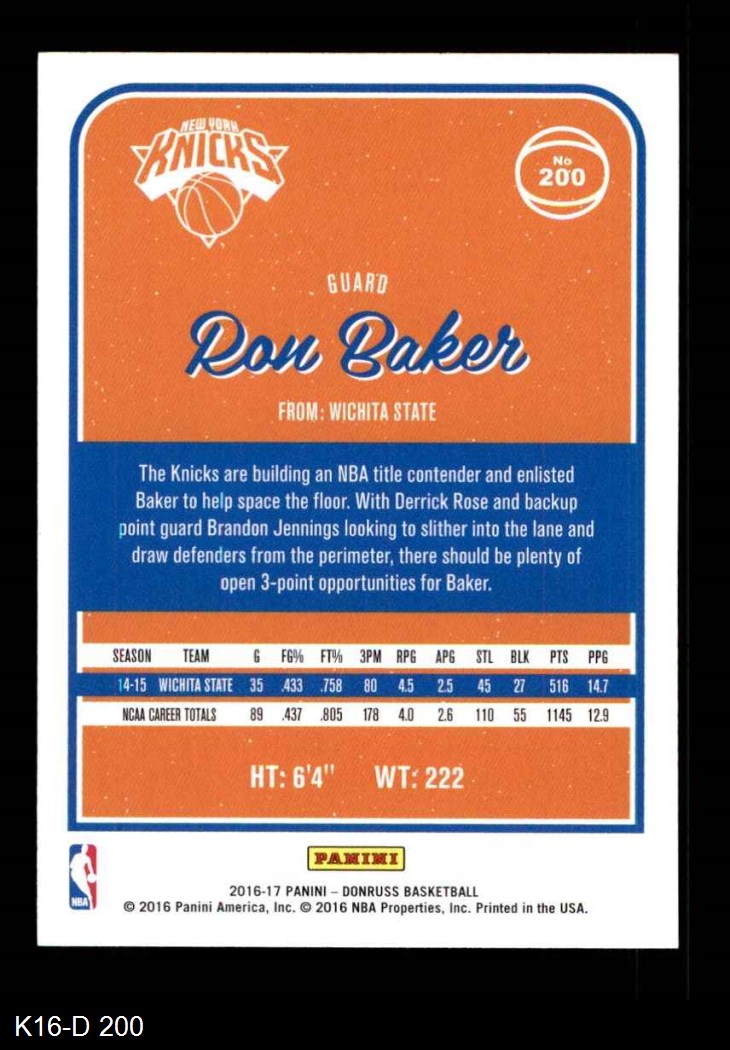 NEW YORK
KNICKS
No
200
GUARD
Ron Baker
FROM: WICHITA STATE
The Knicks are building an NBA title contender and enlisted
Baker to help space the floor. With Derrick Rose and backup
point guard Brandon Jennings looking to slither into the lane and
draw defenders from the perimeter, there should be plenty of
open 3-point opportunities for Baker.
SEASON TEAM G FG% FT% 3PM RPG APG STL BLK PTS PPG
14-15 WICHITA STATE 35 .433 .758 80 4.5 2.5 45 27 516 14.7
NCAA CAREER TOTALS 89 .437 .805 178 4.0 2.6 110 55 1145 12.9
HT: 6'4" WT: 222
PANINI
NBA
2016-17 PANINI – DONRUSS BASKETBALL
© 2016 Panini America, Inc. © 2016 NBA Properties, Inc. Printed in the USA.
K16-D 200